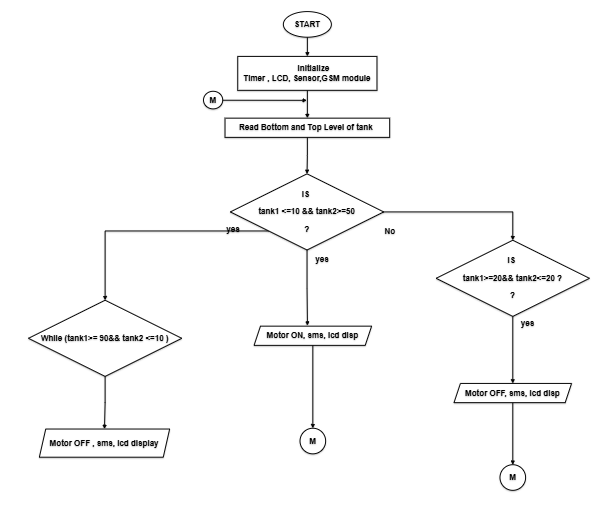 START
Initialize
Timer , LCD, Sensor,GSM module
M
Read Bottom and Top Level of tank
IS
tank1 <=10 && tank2>=50
?
yes
No
yes
IS
tank1>=20&& tank2<=20 ?
?
yes
While (tank1>= 90&& tank2 <=10 )
Motor ON, sms, lcd disp
Motor OFF, sms, lcd disp
Motor OFF , sms, lcd display
M
M